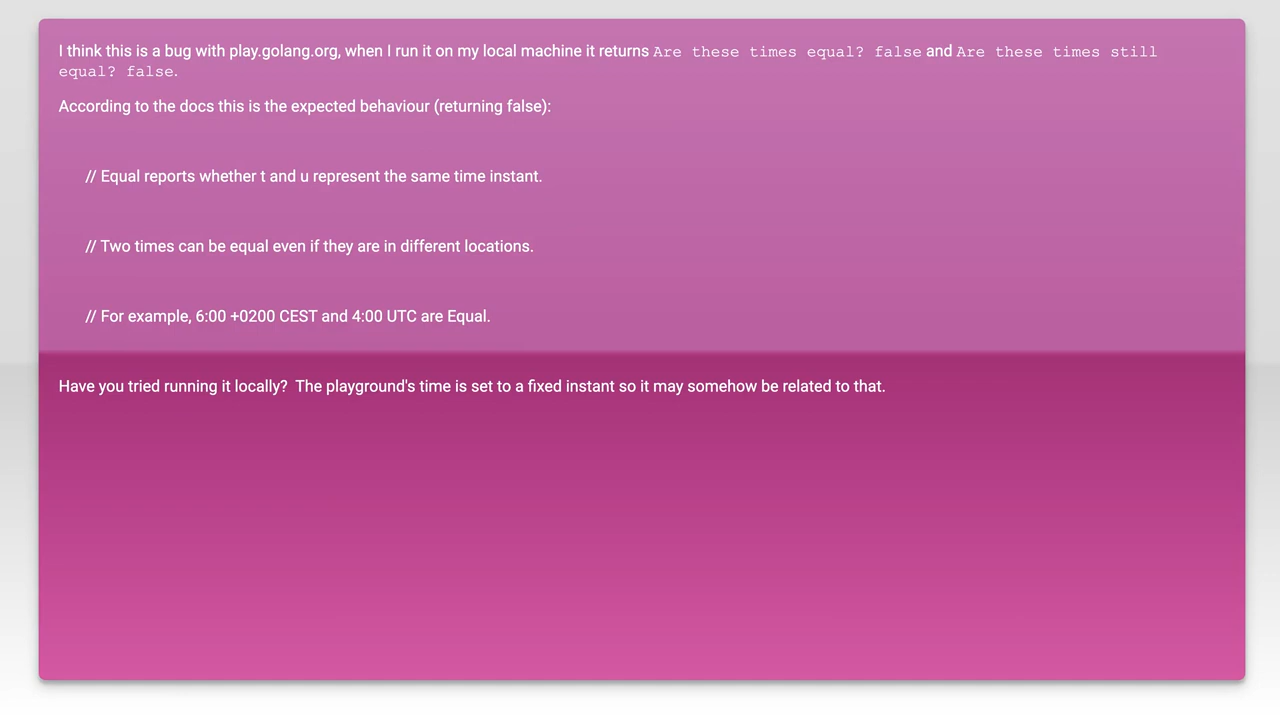 I think this is a bug with play.golang.org, when I run it on my local machine it returns Are these times equal? false and Are these times still
equal? false.
According to the docs this is the expected behaviour (returning false):
// Equal reports whether t and u represent the same time instant.
// Two times can be equal even if they are in different locations.
// For example, 6:00 +0200 CEST and 4:00 UTC are Equal.
Have you tried running it locally?  The playground's time is set to a fixed instant so it may somehow be related to that.